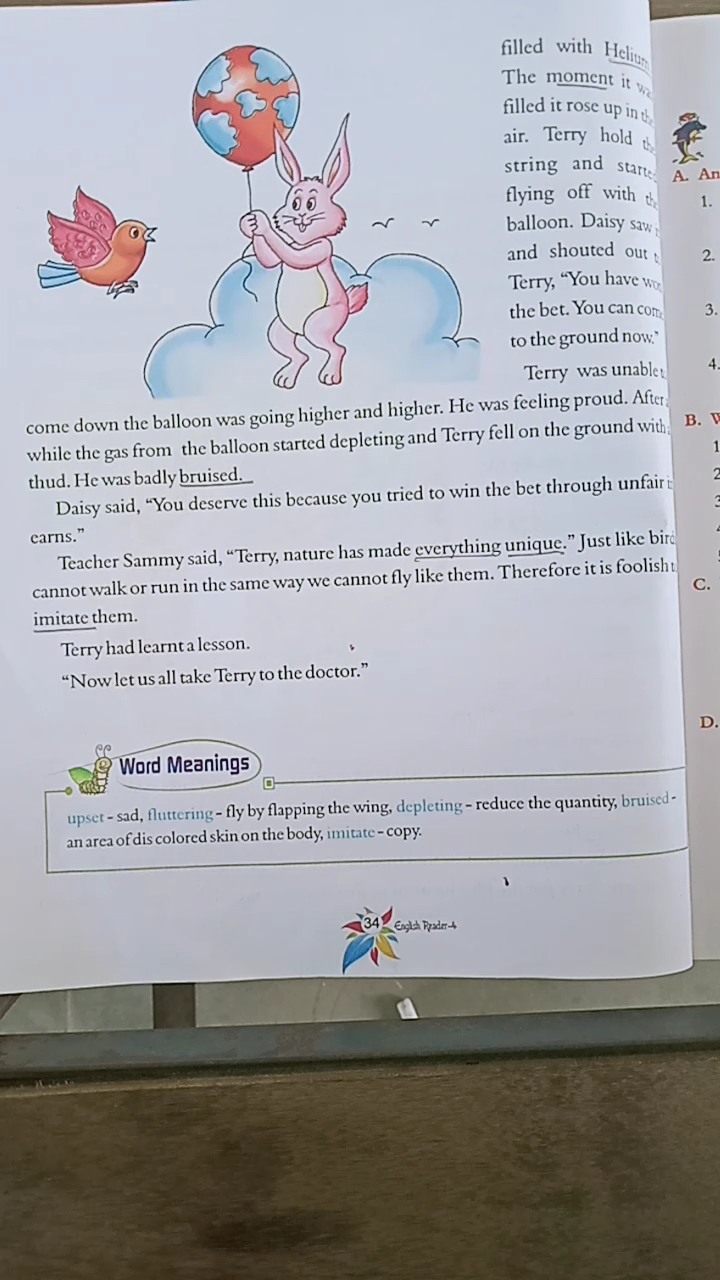 filled with Helium
The moment it
filled it rose up in
air. Terry hold
string and
flying off with
balloon. Daisy saw
and shouted out
Terry, “You have
the bet. You can
to the ground now.”
Terry was unable
come down the balloon was going higher and higher. He was feeling proud. After
while the gas from the balloon started depleting and Terry fell on the ground with
thud. He was badly bruised.
Daisy said, “You deserve this because you tried to win the bet through unfair
earns.”
Teacher Sammy said, “Terry, nature has made everything unique.” Just like
cannot walk or run in the same way we cannot fly like them. Therefore it is foolish
imitate them.
Terry had learnt a lesson.
“Now let us all take Terry to the doctor.”
Word Meanings
upset – sad, fluttering – fly by flapping the wing, depleting – reduce the quantity, bruised -
an area of dis colored skin on the body, imitate – copy.
34 English Reader-4
A. An
1.
2.
3.
4.
B.
1
2
3
C.
D.